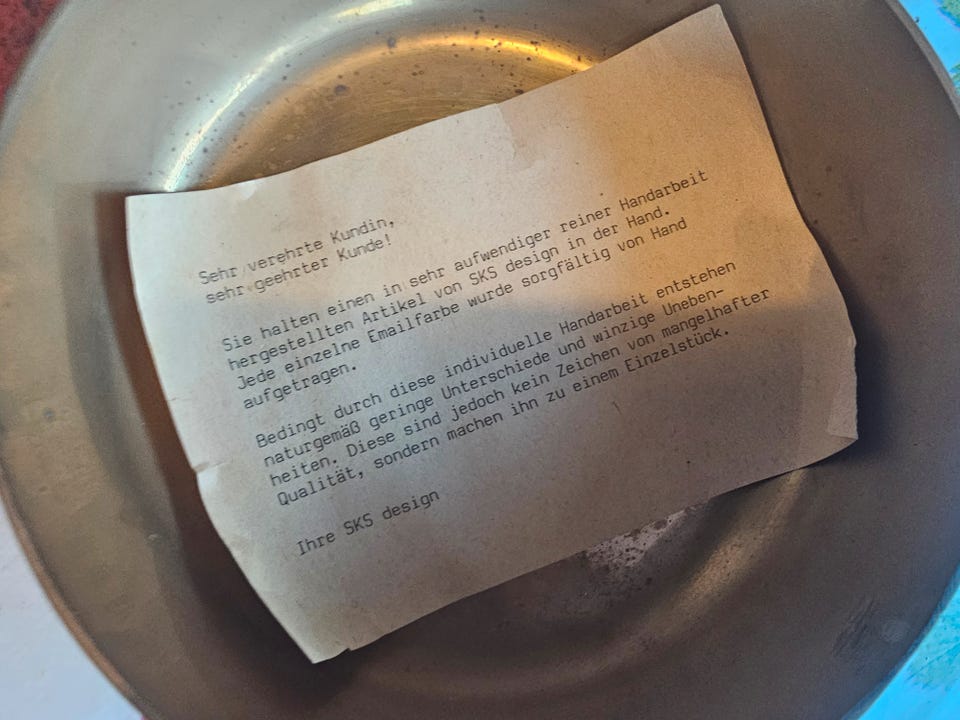 Sehr verehrte Kundin,
sehr geehrter Kunde!
Sie halten einen in sehr aufwendiger reiner Handarbeit
hergestellten Artikel von SKS design in der Hand.
Jede einzelne Emailfarbe wurde sorgfältig von Hand
aufgetragen.
Bedingt durch diese individuelle Handarbeit entstehen
naturgemäß geringe Unterschiede und winzige Uneben-
heiten. Diese sind jedoch kein Zeichen von mangelhafter
Qualität, sondern machen ihn zu einem Einzelstück.
Ihre SKS design